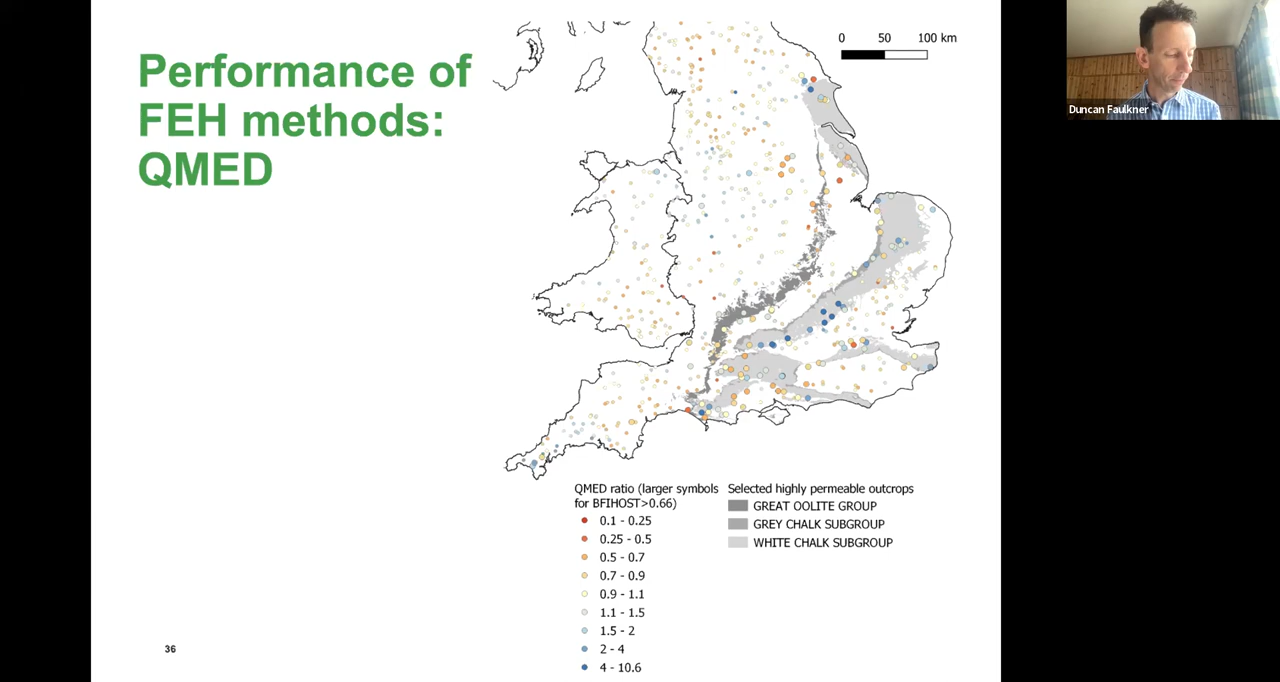 Performance of
FEH methods:
QMED
0 50 100 km
Duncan Faulkner
QMED ratio (larger symbols
for BFIHOST>0.66)
0.1 - 0.25
0.25 - 0.5
0.5 - 0.7
0.7 - 0.9
0.9 - 1.1
1.1 - 1.5
1.5 - 2
2 - 4
4 - 10.6
Selected highly permeable outcrops
GREAT OOLITE GROUP
GREY CHALK SUBGROUP
WHITE CHALK SUBGROUP
36